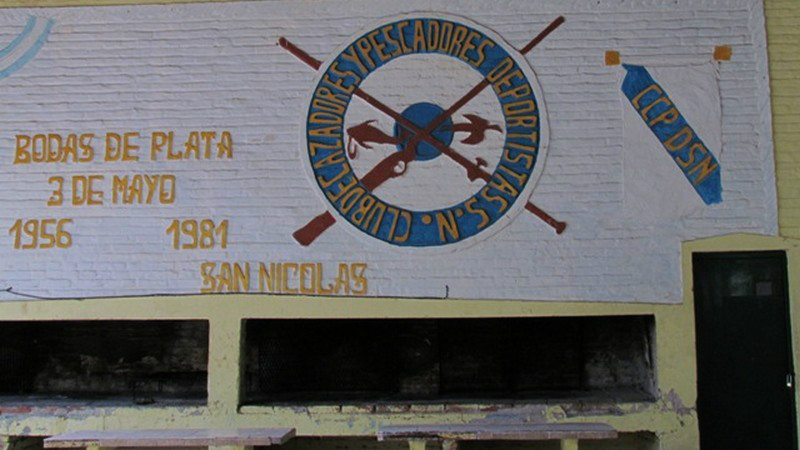 BODAS DE PLATA
3 DE MAYO
1956 1981
SAN NICOLAS
CLUB DE CAZADORES Y PESCADORES DEPORTISTAS S.N.
CCP DSN